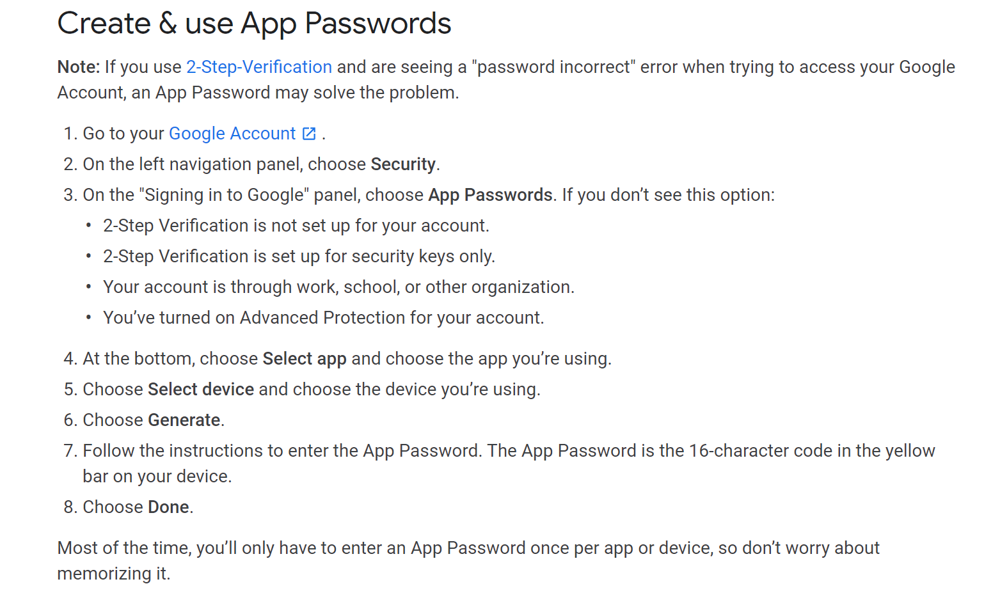 Create & use App Passwords
Note: If you use 2-Step-Verification and are seeing a "password incorrect" error when trying to access your Google
Account, an App Password may solve the problem.
1. Go to your Google Account .
2. On the left navigation panel, choose Security.
3. On the "Signing in to Google" panel, choose App Passwords. If you don’t see this option:
• 2-Step Verification is not set up for your account.
• 2-Step Verification is set up for security keys only.
• Your account is through work, school, or other organization.
• You’ve turned on Advanced Protection for your account.
4. At the bottom, choose Select app and choose the app you’re using.
5. Choose Select device and choose the device you’re using.
6. Choose Generate.
7. Follow the instructions to enter the App Password. The App Password is the 16-character code in the yellow
bar on your device.
8. Choose Done.
Most of the time, you’ll only have to enter an App Password once per app or device, so don’t worry about
memorizing it.